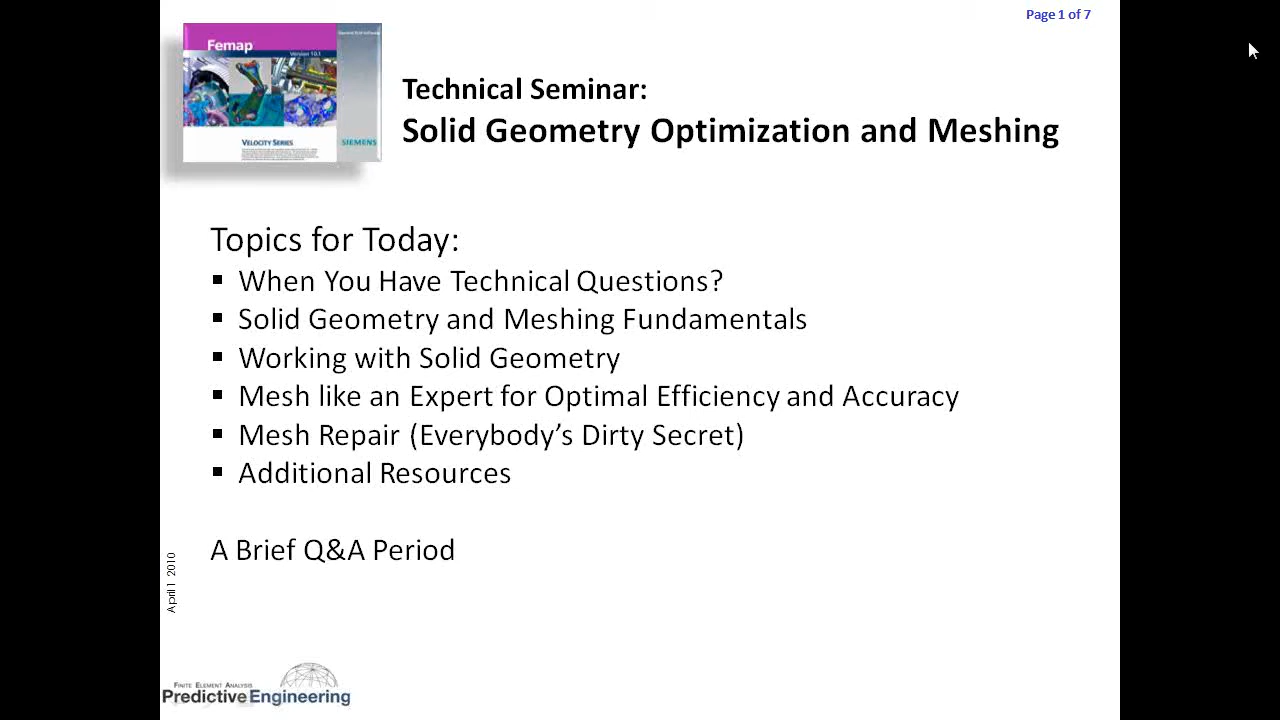 Page 1 of 7
Femap
Version 10.1
VELOCITY SERIES
SIEMENS
Technical Seminar:
Solid Geometry Optimization and Meshing
Topics for Today:
▪ When You Have Technical Questions?
▪ Solid Geometry and Meshing Fundamentals
▪ Working with Solid Geometry
▪ Mesh like an Expert for Optimal Efficiency and Accuracy
▪ Mesh Repair (Everybody’s Dirty Secret)
▪ Additional Resources
A Brief Q&A Period
April 1 2010
FINITE ELEMENT ANALYSIS
Predictive Engineering